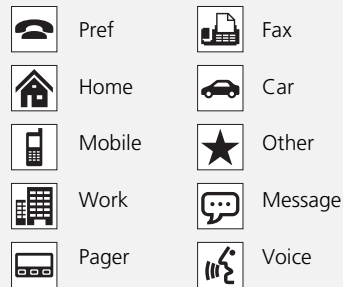 Pref
Home
Mobile
Work
Pager
Fax
Car
Other
Message
Voice